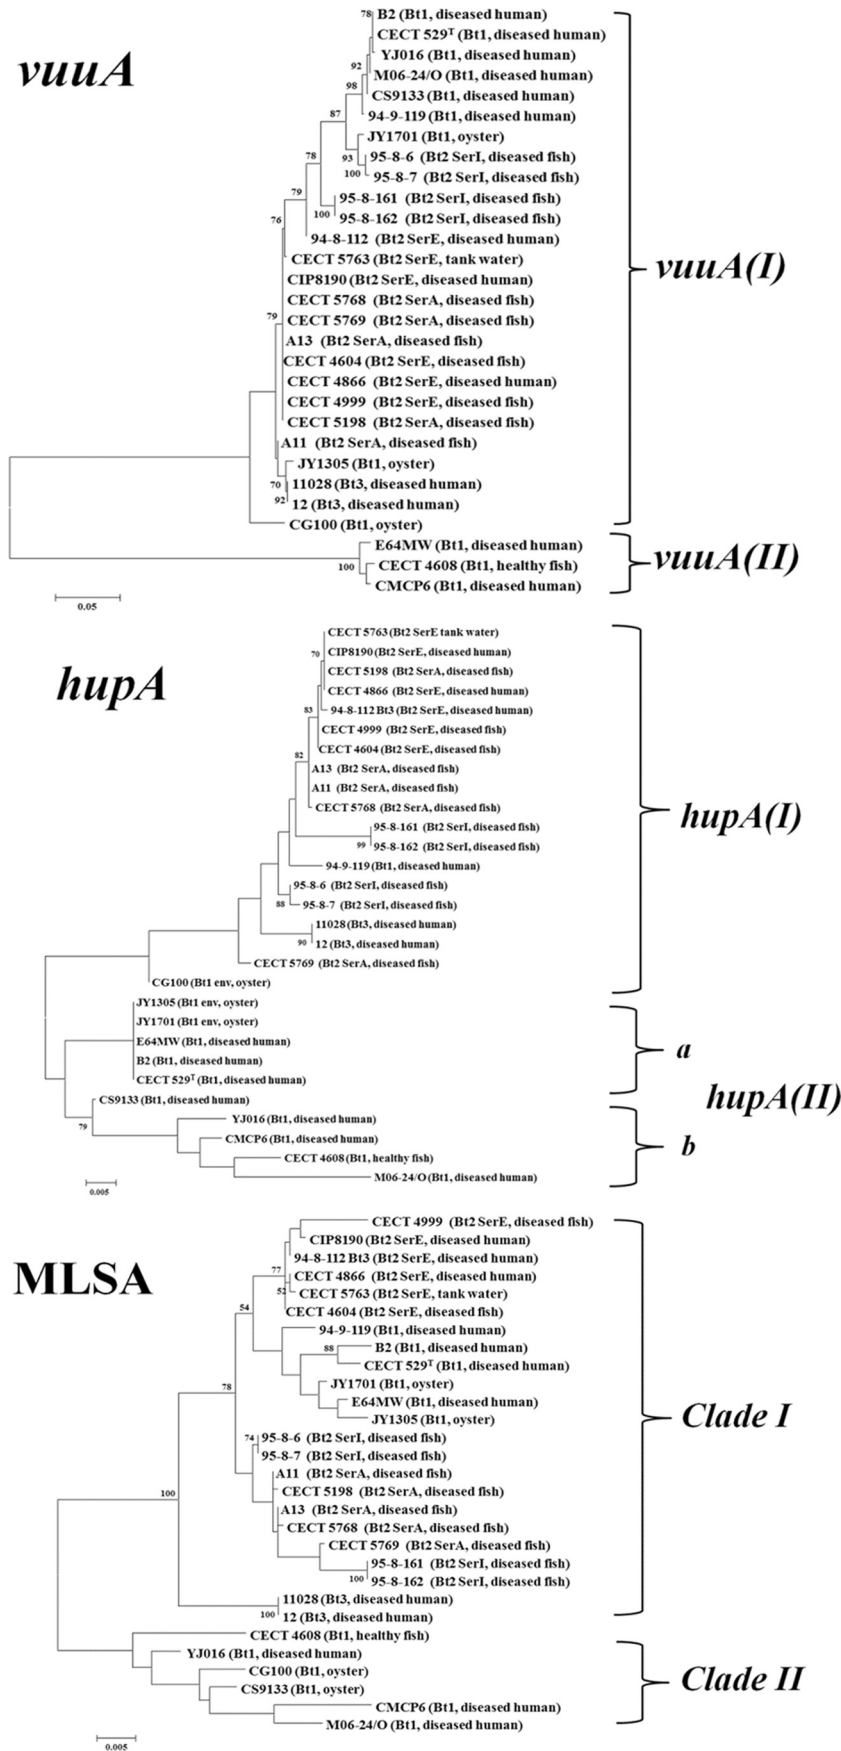 vuuA
78
B2 (Bt1, diseased human)
CECT 529T (Bt1, diseased human)
YJ016 (Bt1, diseased human)
92
M06-24/O (Bt1, diseased human)
98
CS9133 (Bt1, diseased human)
87
94-9-119 (Bt1, diseased human)
JY1701 (Bt1, oyster)
78
93
95-8-6 (Bt2 SerI, diseased fish)
100
95-8-7 (Bt2 SerI, diseased fish)
79
95-8-161 (Bt2 SerI, diseased fish)
100
95-8-162 (Bt2 SerI, diseased fish)
76
94-8-112 (Bt2 SerE, diseased human)
CECT 5763 (Bt2 SerE, tank water)
vuuA(I)
CIP8190 (Bt2 SerE, diseased human)
CECT 5768 (Bt2 SerA, diseased fish)
79
CECT 5769 (Bt2 SerA, diseased fish)
A13 (Bt2 SerA, diseased fish)
CECT 4604 (Bt2 SerE, diseased fish)
CECT 4866 (Bt2 SerE, diseased human)
CECT 4999 (Bt2 SerE, diseased fish)
CECT 5198 (Bt2 SerA, diseased fish)
A11 (Bt2 SerA, diseased fish)
JY1305 (Bt1, oyster)
70
11028 (Bt3, diseased human)
92
12 (Bt3, diseased human)
CG100 (Bt1, oyster)
E64MW (Bt1, diseased human)
100
CECT 4608 (Bt1, healthy fish)
vuuA(II)
CMCP6 (Bt1, diseased human)
0.05
hupA
CECT 5763 (Bt2 SerE tank water)
70
CIP8190 (Bt2 SerE, diseased human)
CECT 5198 (Bt2 SerA, diseased fish)
CECT 4866 (Bt2 SerE, diseased human)
83
94-8-112 Bt3 (Bt2 SerE, diseased human)
CECT 4999 (Bt2 SerE, diseased fish)
82
CECT 4604 (Bt2 SerE, diseased fish)
A13 (Bt2 SerA, diseased fish)
A11 (Bt2 SerA, diseased fish)
CECT 5768 (Bt2 SerA, diseased fish)
hupA(I)
95-8-161 (Bt2 SerI, diseased fish)
99
95-8-162 (Bt2 SerI, diseased fish)
94-9-119 (Bt1, diseased human)
95-8-6 (Bt2 SerI, diseased fish)
88
95-8-7 (Bt2 SerI, diseased fish)
11028 (Bt3, diseased human)
90
12 (Bt3, diseased human)
CECT 5769 (Bt2 SerA, diseased fish)
CG100 (Bt1 env, oyster)
JY1305 (Bt1 env, oyster)
JY1701 (Bt1 env, oyster)
E64MW (Bt1, diseased human)
a
B2 (Bt1, diseased human)
CECT 529T (Bt1, diseased human)
hupA(II)
CS9133 (Bt1, diseased human)
79
YJ016 (Bt1, diseased human)
CMCP6 (Bt1, diseased human)
b
CECT 4608 (Bt1, healthy fish)
M06-24/O (Bt1, diseased human)
0.005
MLSA
CECT 4999 (Bt2 SerE, diseased fish)
CIP8190 (Bt2 SerE, diseased human)
94-8-112 Bt3 (Bt2 SerE, diseased human)
77
CECT 4866 (Bt2 SerE, diseased human)
52
CECT 5763 (Bt2 SerE, tank water)
54
CECT 4604 (Bt2 SerE, diseased fish)
94-9-119 (Bt1, diseased human)
88
B2 (Bt1, diseased human)
CECT 529T (Bt1, diseased human)
78
JY1701 (Bt1, oyster)
E64MW (Bt1, diseased human)
JY1305 (Bt1, oyster)
Clade I
74
95-8-6 (Bt2 SerI, diseased fish)
95-8-7 (Bt2 SerI, diseased fish)
A11 (Bt2 SerA, diseased fish)
100
CECT 5198 (Bt2 SerA, diseased fish)
A13 (Bt2 SerA, diseased fish)
CECT 5768 (Bt2 SerA, diseased fish)
CECT 5769 (Bt2 SerA, diseased fish)
95-8-161 (Bt2 SerI, diseased fish)
100
95-8-162 (Bt2 SerI, diseased fish)
11028 (Bt3, diseased human)
100
12 (Bt3, diseased human)
CECT 4608 (Bt1, healthy fish)
YJ016 (Bt1, diseased human)
CG100 (Bt1, oyster)
Clade II
CS9133 (Bt1, oyster)
CMCP6 (Bt1, diseased human)
M06-24/O (Bt1, diseased human)
0.005